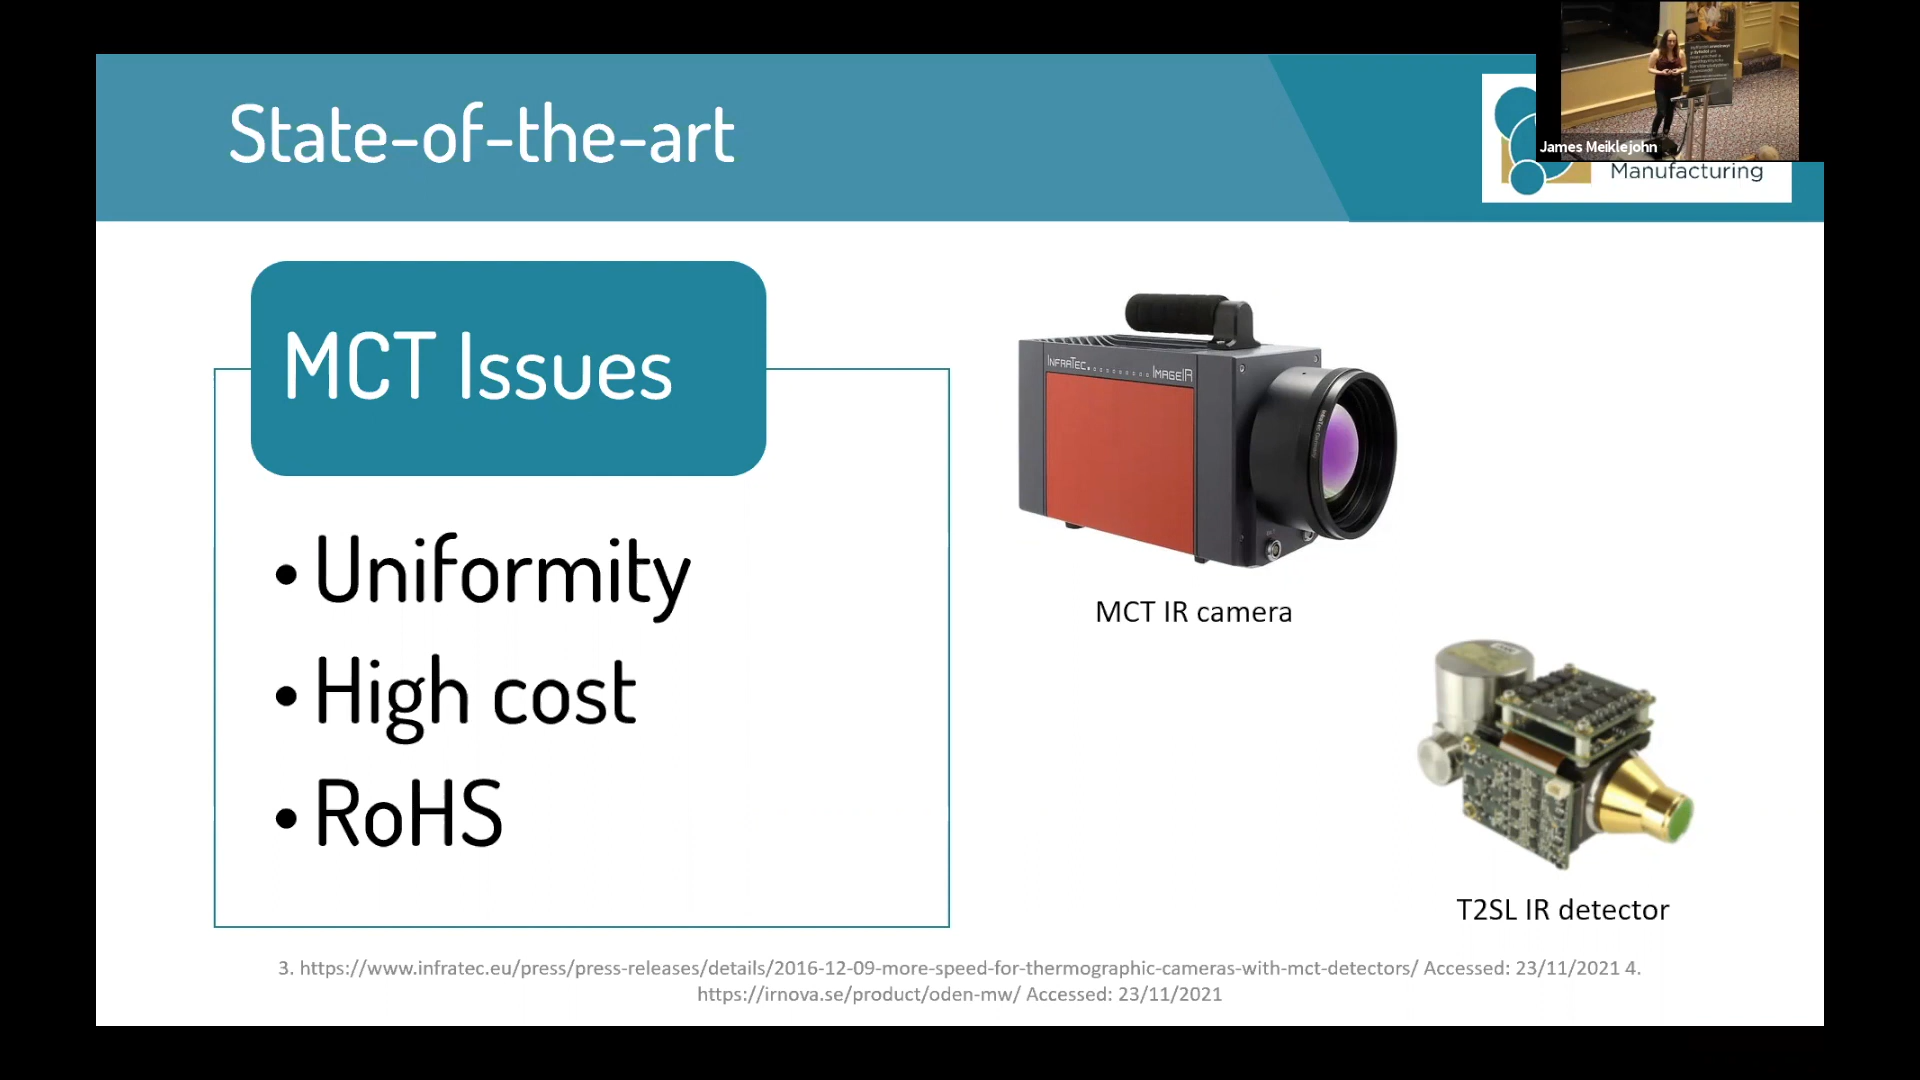 State-of-the-art
James Meiklejohn
Manufacturing
MCT Issues
• Uniformity
• High cost
• RoHS
INFRATEC.
IMAGEIR
MCT IR camera
T2SL IR detector
3. https://www.infratec.eu/press/press-releases/details/2016-12-09-more-speed-for-thermographic-cameras-with-mct-detectors/ Accessed: 23/11/2021 4.
https://irnova.se/product/oden-mw/ Accessed: 23/11/2021